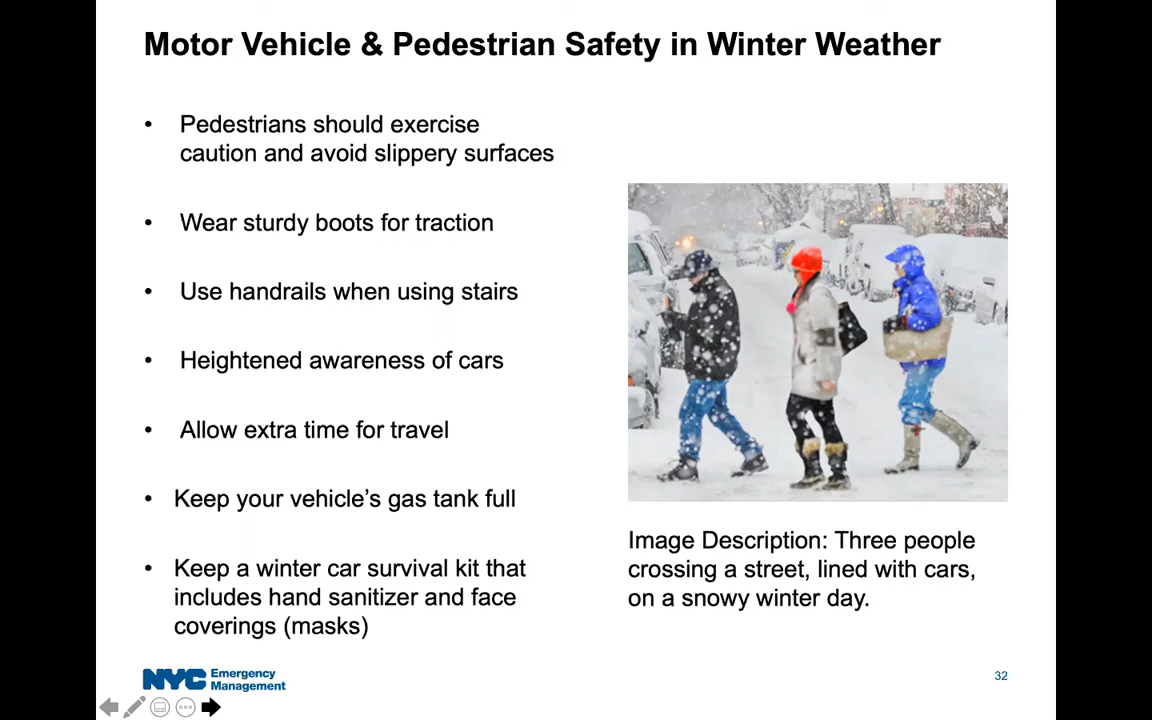 Motor Vehicle & Pedestrian Safety in Winter Weather
• Pedestrians should exercise
caution and avoid slippery surfaces
• Wear sturdy boots for traction
• Use handrails when using stairs
• Heightened awareness of cars
• Allow extra time for travel
• Keep your vehicle’s gas tank full
• Keep a winter car survival kit that
includes hand sanitizer and face
coverings (masks)
Image Description: Three people
crossing a street, lined with cars,
on a snowy winter day.
NYC Emergency
Management
32